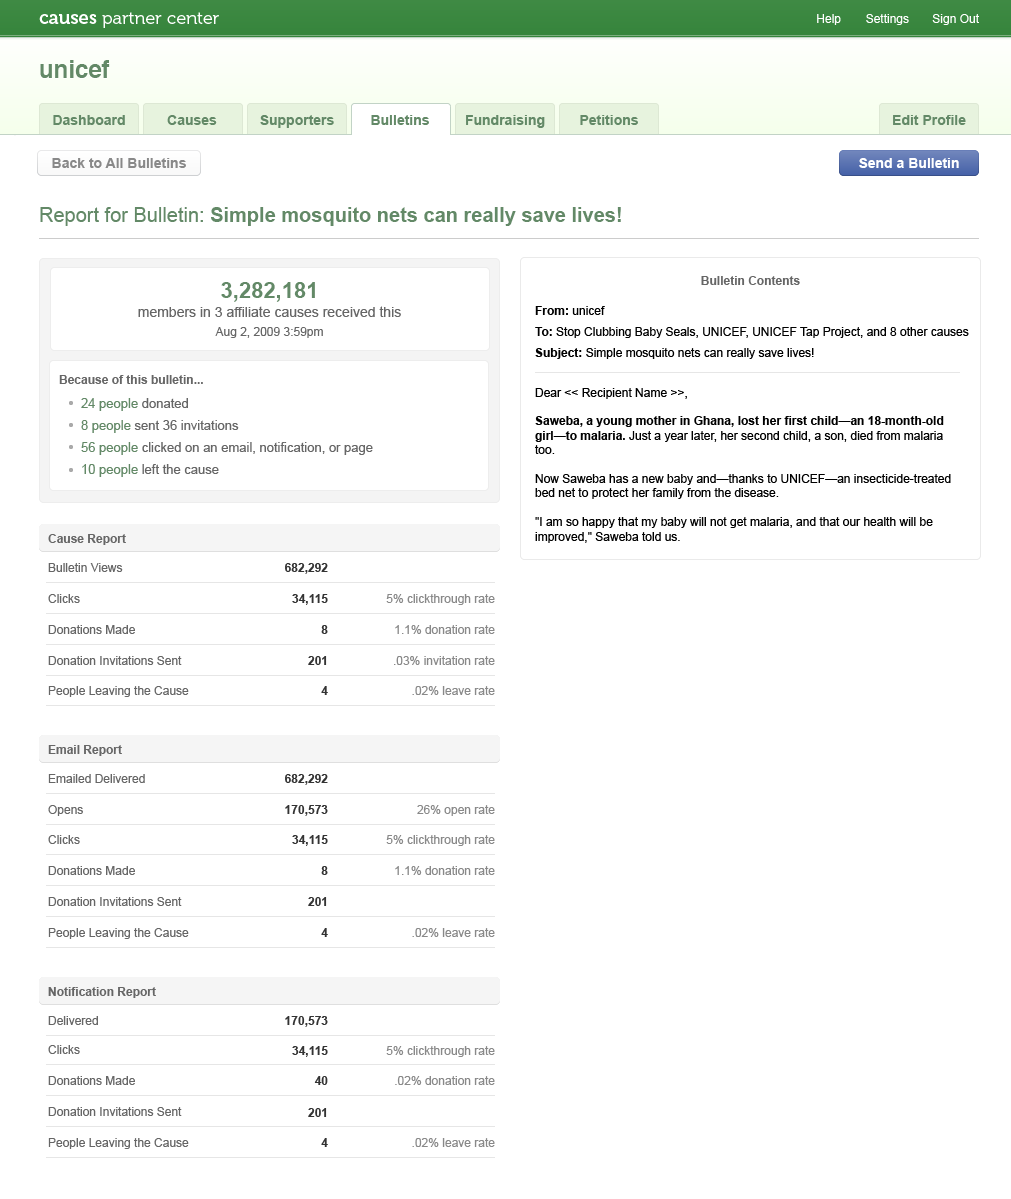 causes partner center
Help Settings Sign Out
unicef
Dashboard Causes Supporters Bulletins Fundraising Petitions Edit Profile
Back to All Bulletins Send a Bulletin
Report for Bulletin: Simple mosquito nets can really save lives!
3,282,181
members in 3 affiliate causes received this
Aug 2, 2009 3:59pm
Because of this bulletin...
24 people donated
8 people sent 36 invitations
56 people clicked on an email, notification, or page
10 people left the cause
Cause Report
Bulletin Views 682,292
Clicks 34,115 5% clickthrough rate
Donations Made 8 1.1% donation rate
Donation Invitations Sent 201 .03% invitation rate
People Leaving the Cause 4 .02% leave rate
Email Report
Emailed Delivered 682,292
Opens 170,573 26% open rate
Clicks 34,115 5% clickthrough rate
Donations Made 8 1.1% donation rate
Donation Invitations Sent 201
People Leaving the Cause 4 .02% leave rate
Notification Report
Delivered 170,573
Clicks 34,115 5% clickthrough rate
Donations Made 40 .02% donation rate
Donation Invitations Sent 201
People Leaving the Cause 4 .02% leave rate
Bulletin Contents
From: unicef
To: Stop Clubbing Baby Seals, UNICEF, UNICEF Tap Project, and 8 other causes
Subject: Simple mosquito nets can really save lives!
Dear << Recipient Name >>,
Saweba, a young mother in Ghana, lost her first child—an 18-month-old
girl—to malaria. Just a year later, her second child, a son, died from malaria
too.
Now Saweba has a new baby and—thanks to UNICEF—an insecticide-treated
bed net to protect her family from the disease.
"I am so happy that my baby will not get malaria, and that our health will be
improved," Saweba told us.